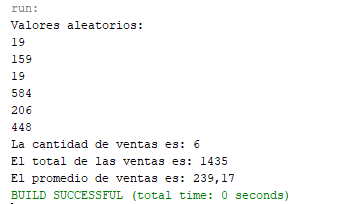 run:
Valores aleatorios:
19
159
19
584
206
448
La cantidad de ventas es: 6
El total de las ventas es: 1435
El promedio de ventas es: 239,17
BUILD SUCCESSFUL (total time: 0 seconds)